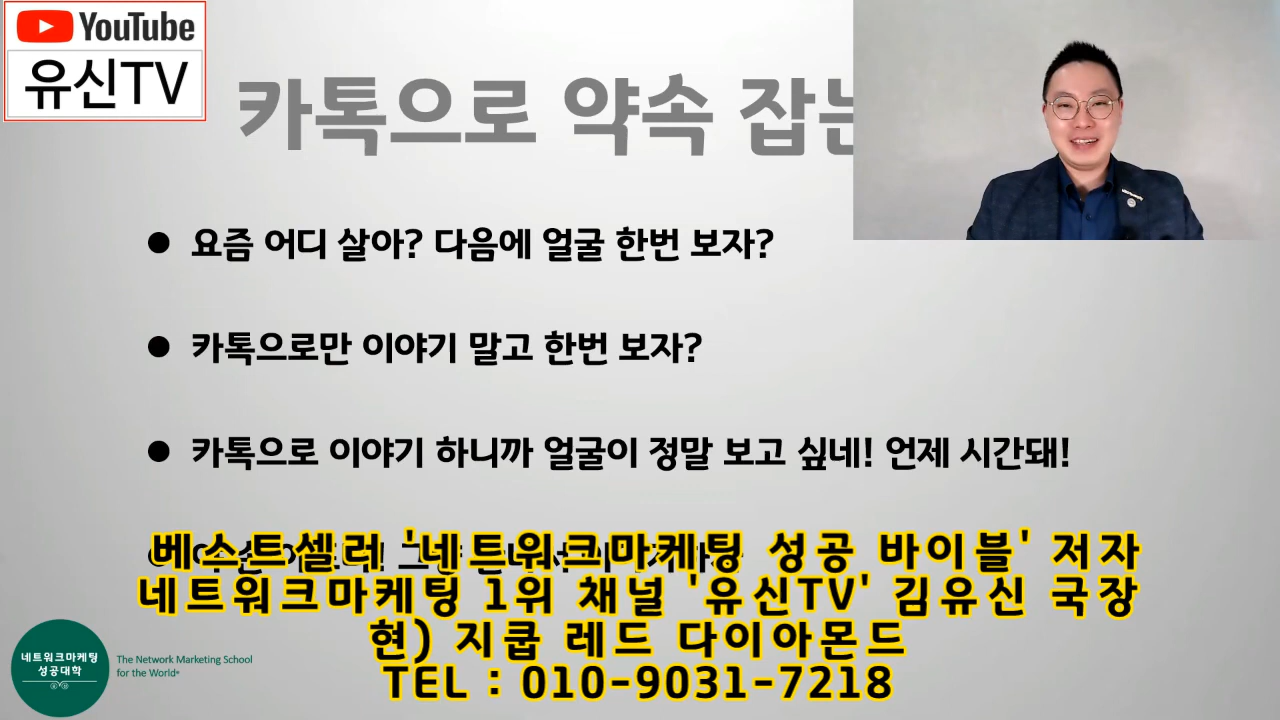 YouTube
유신TV
카톡으로 약속 잡는
요즘 어디 살아? 다음에 얼굴 한번 보자?
카톡으로만 이야기 말고 한번 보자?
카톡으로 이야기 하니까 얼굴이 정말 보고 싶네! 언제 시간돼!
베스트셀러 '네트워크마케팅 성공 바이블' 저자
네트워크마케팅 1위 채널 '유신TV' 김유신 국장
현) 지쿱 레드 다이아몬드
TEL : 010-9031-7218
네트워크마케팅
성공대학
The Network Marketing School
for the World®